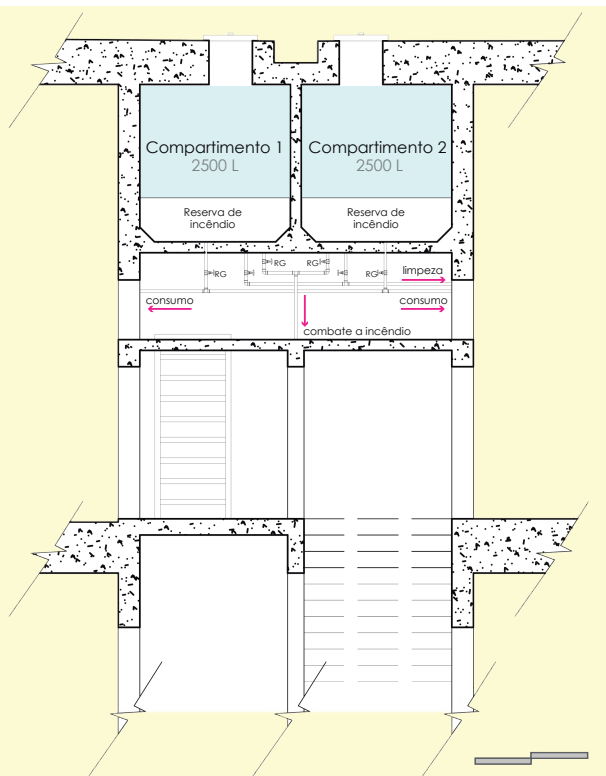 Compartimento 1
2500 L
Compartimento 2
2500 L
Reserva de
incêndio
Reserva de
incêndio
RG
RG
RG
RG
limpeza
consumo
consumo
combate a incêndio